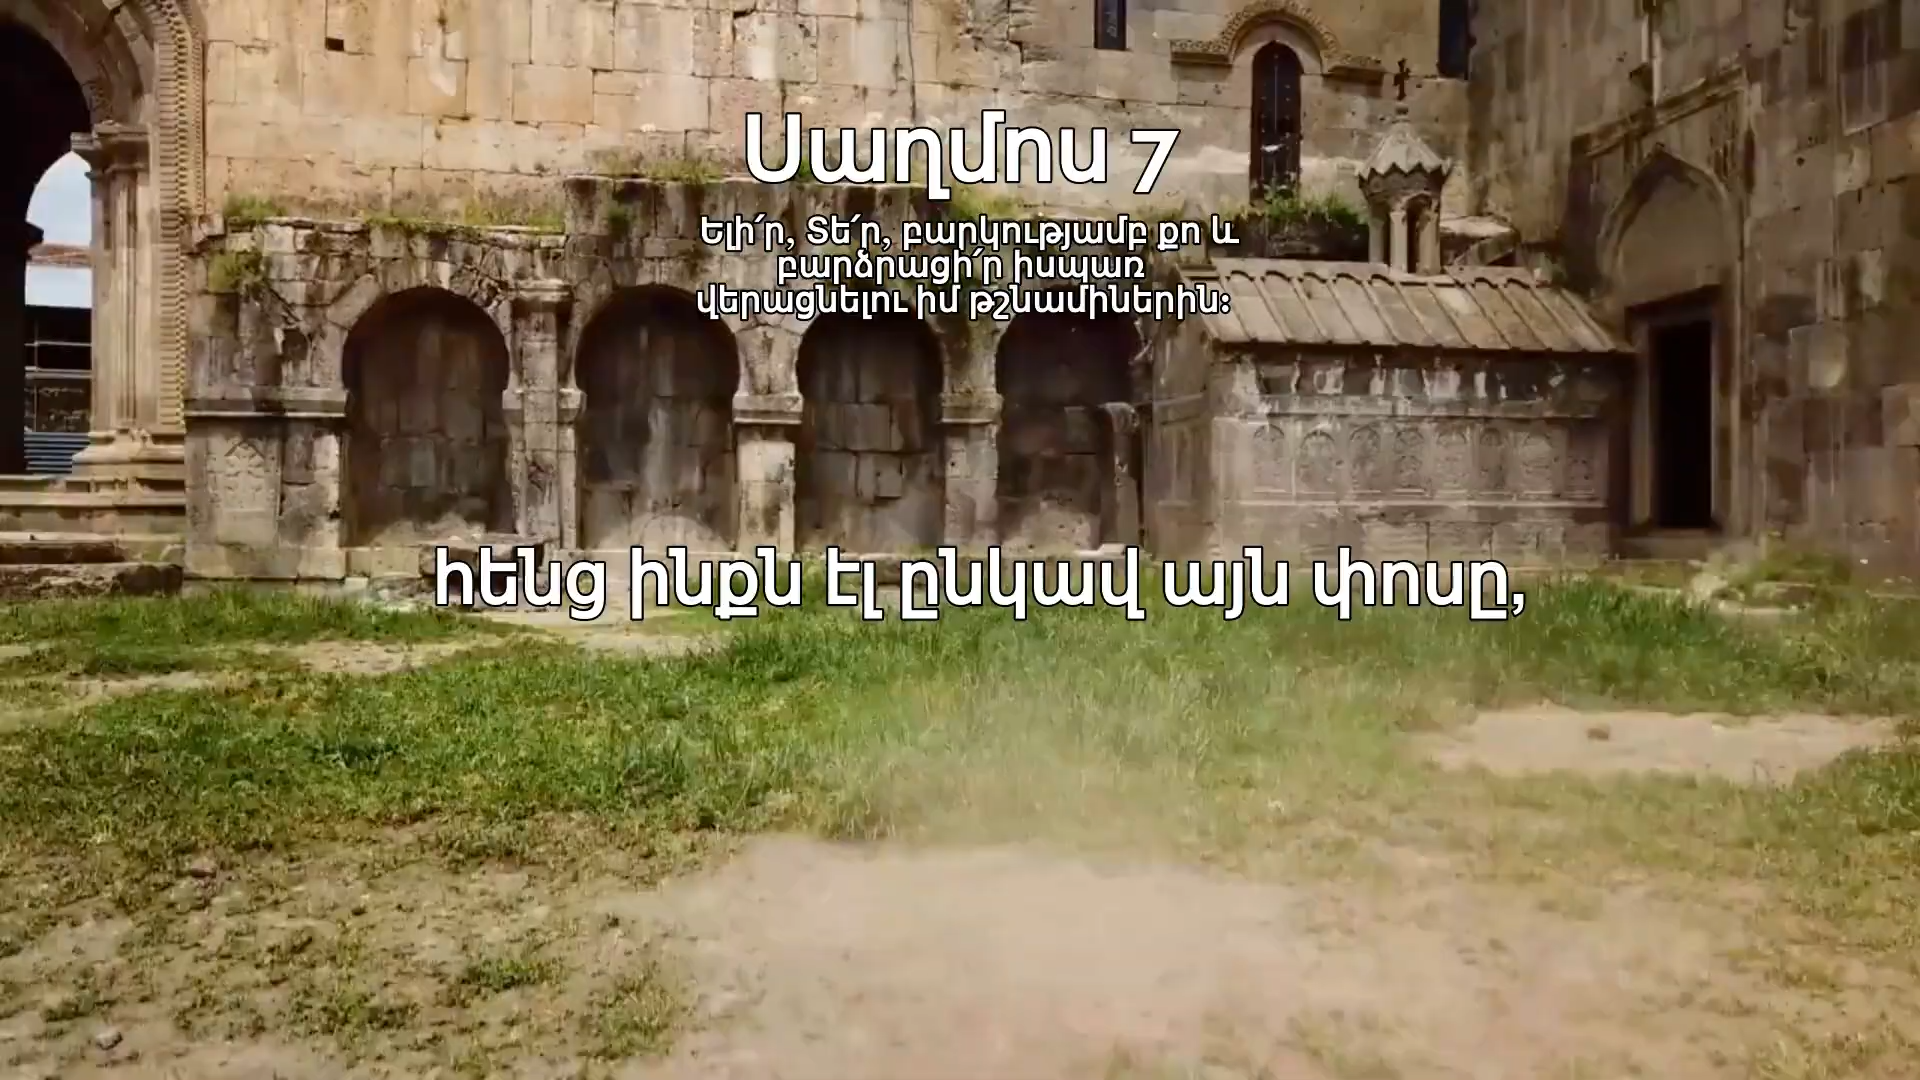 Սաղմոս 7
Ելի՛ր, Տե՛ր, բարկությամբ քո և
բարձրացի՛ր իսպառ
վերացնելու իմ թշնամիներին։
հենց ինքն էլ ընկավ այն փոսը,